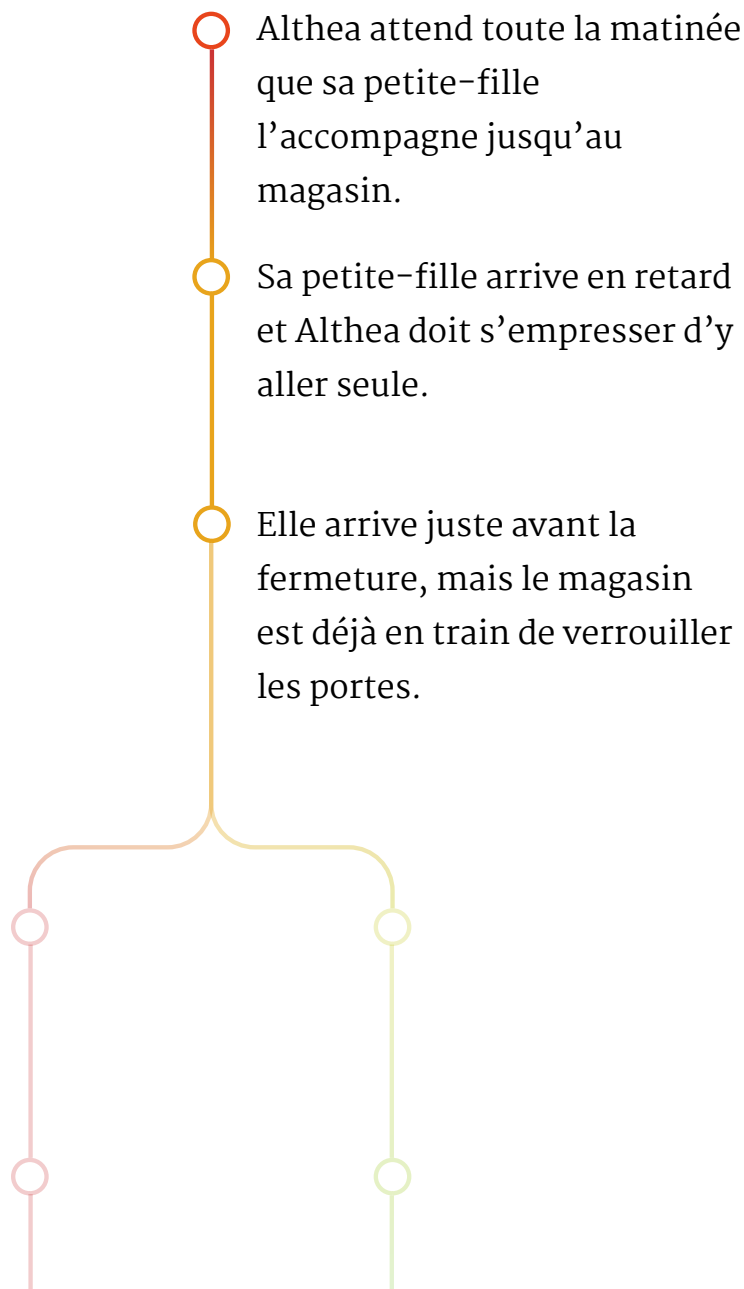 Althea attend toute la matinée
que sa petite-fille
l’accompagne jusqu’au
magasin.
Sa petite-fille arrive en retard
et Althea doit s’empresser d’y
aller seule.
Elle arrive juste avant la
fermeture, mais le magasin
est déjà en train de verrouiller
les portes.